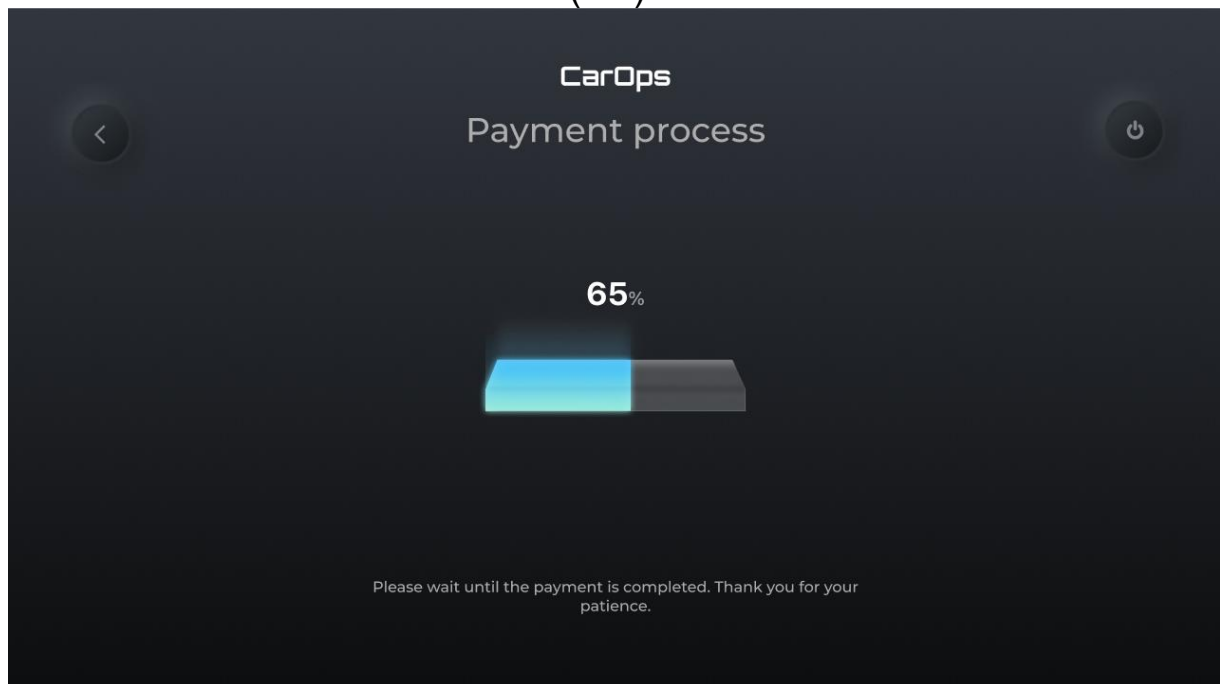 CarOps
Payment process
65%
Please wait until the payment is completed. Thank you for your
patience.